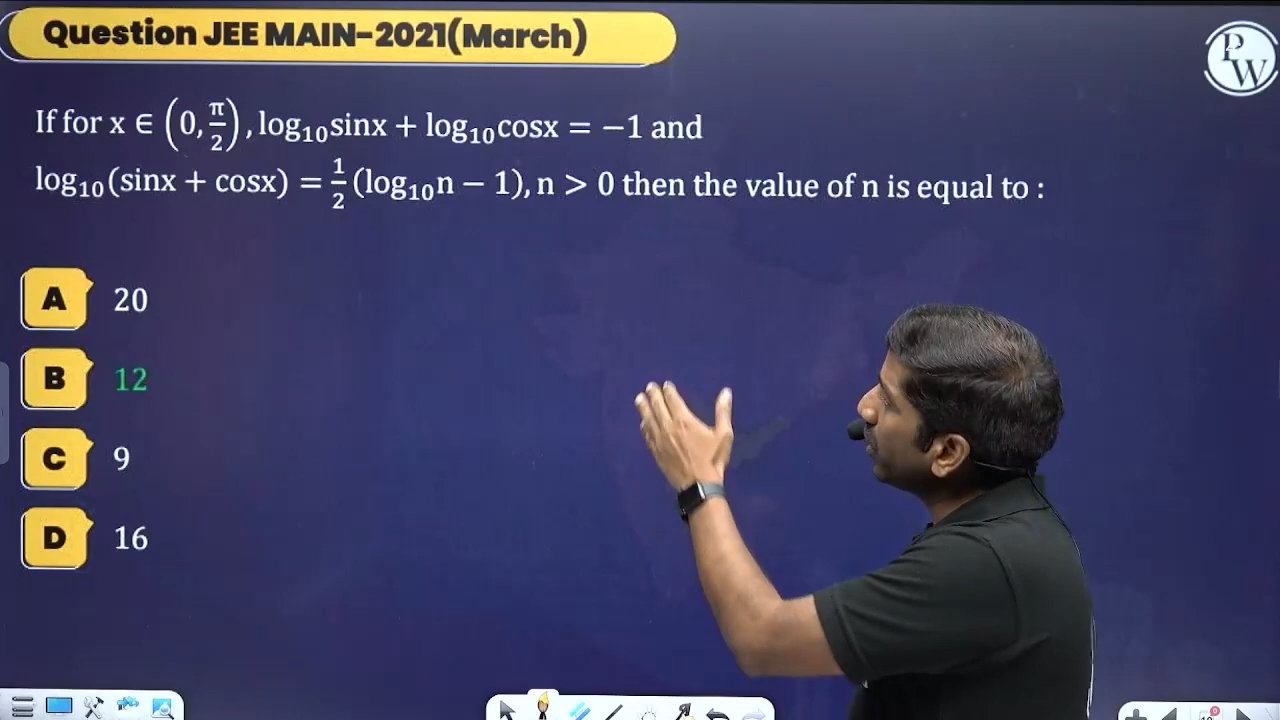 Question JEE MAIN-2021(March)
PW
If for x ∈ (0, π/2), log₁₀sinx + log₁₀cosx = −1 and
log₁₀(sinx + cosx) = 1/2 (log₁₀n − 1), n > 0 then the value of n is equal to :
A 20
B 12
C 9
D 16